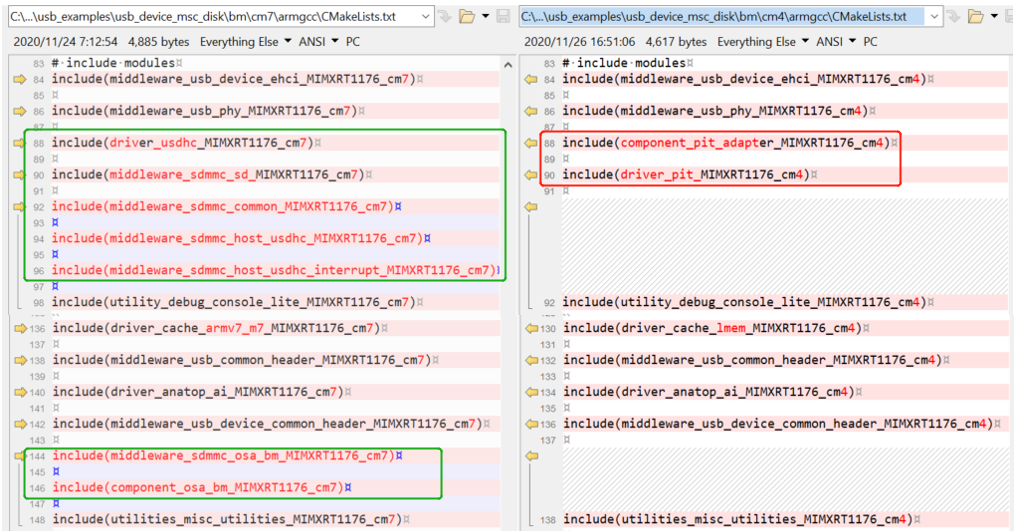 C:\...\usb_examples\usb_device_msc_disk\bm\cm7\armgcc\CMakeLists.txt
2020/11/24 7:12:54 4,885 bytes Everything Else ANSI PC
83 # include modules
84 include(middleware_usb_device_ehci_MIMXRT1176_cm7)
85
86 include(middleware_usb_phy_MIMXRT1176_cm7)
87
88 include(driver_usdhc_MIMXRT1176_cm7)
89
90 include(middleware_sdmmc_sd_MIMXRT1176_cm7)
91
92 include(middleware_sdmmc_common_MIMXRT1176_cm7)
93
94 include(middleware_sdmmc_host_usdhc_MIMXRT1176_cm7)
95
96 include(middleware_sdmmc_host_usdhc_interrupt_MIMXRT1176_cm7)
97
98 include(utility_debug_console_lite_MIMXRT1176_cm7)
136 include(driver_cache_armv7_m7_MIMXRT1176_cm7)
137
138 include(middleware_usb_common_header_MIMXRT1176_cm7)
139
140 include(driver_anatop_ai_MIMXRT1176_cm7)
141
142 include(middleware_usb_device_common_header_MIMXRT1176_cm7)
143
144 include(middleware_sdmmc_osa_bm_MIMXRT1176_cm7)
145
146 include(component_osa_bm_MIMXRT1176_cm7)
147
148 include(utilities_misc_utilities_MIMXRT1176_cm7)
C:\...\usb_examples\usb_device_msc_disk\bm\cm4\armgcc\CMakeLists.txt
2020/11/26 16:51:06 4,617 bytes Everything Else ANSI PC
83 # include modules
84 include(middleware_usb_device_ehci_MIMXRT1176_cm4)
85
86 include(middleware_usb_phy_MIMXRT1176_cm4)
87
88 include(component_pit_adapter_MIMXRT1176_cm4)
89
90 include(driver_pit_MIMXRT1176_cm4)
91
92 include(utility_debug_console_lite_MIMXRT1176_cm4)
130 include(driver_cache_lmem_MIMXRT1176_cm4)
131
132 include(middleware_usb_common_header_MIMXRT1176_cm4)
133
134 include(driver_anatop_ai_MIMXRT1176_cm4)
135
136 include(middleware_usb_device_common_header_MIMXRT1176_cm4)
137
138 include(utilities_misc_utilities_MIMXRT1176_cm4)